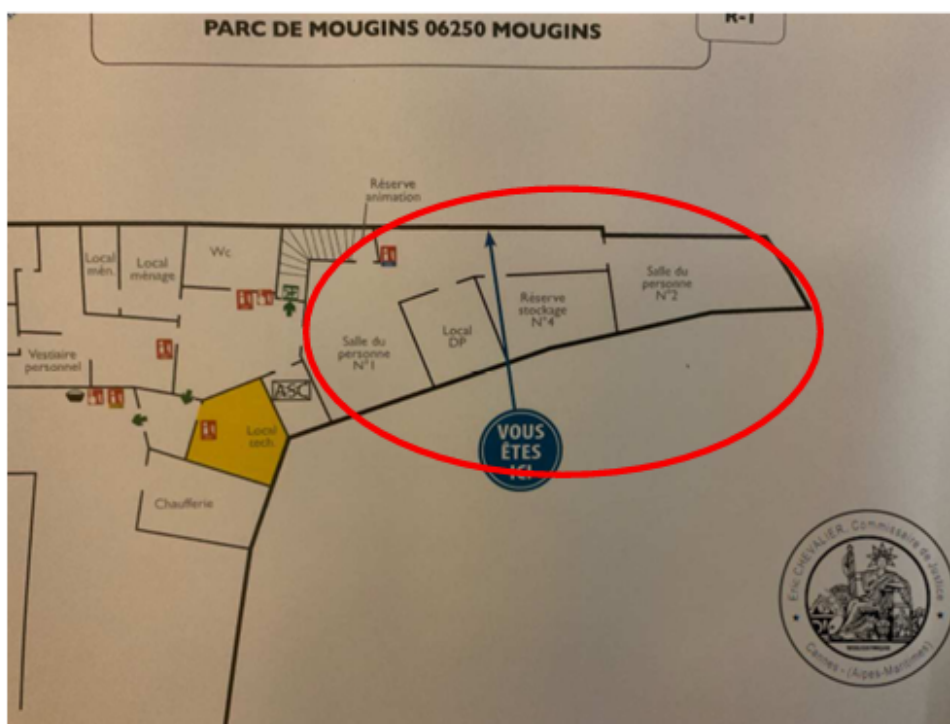 PARC DE MOUGINS 06250 MOUGINS
R-1
Réserve
animation
Local
mén.
Local
ménage
Wc
Salle du
personne
N°1
Local
DP
Réserve
stockage
N°4
Salle du
personne
N°2
Vestiaire
personnel
ASC
Local
tech.
VOUS
ÊTES
ICI
Chaufferie
Eric CHEVALIER, Commissaire de Justice
Cannes - (Alpes-Maritimes)